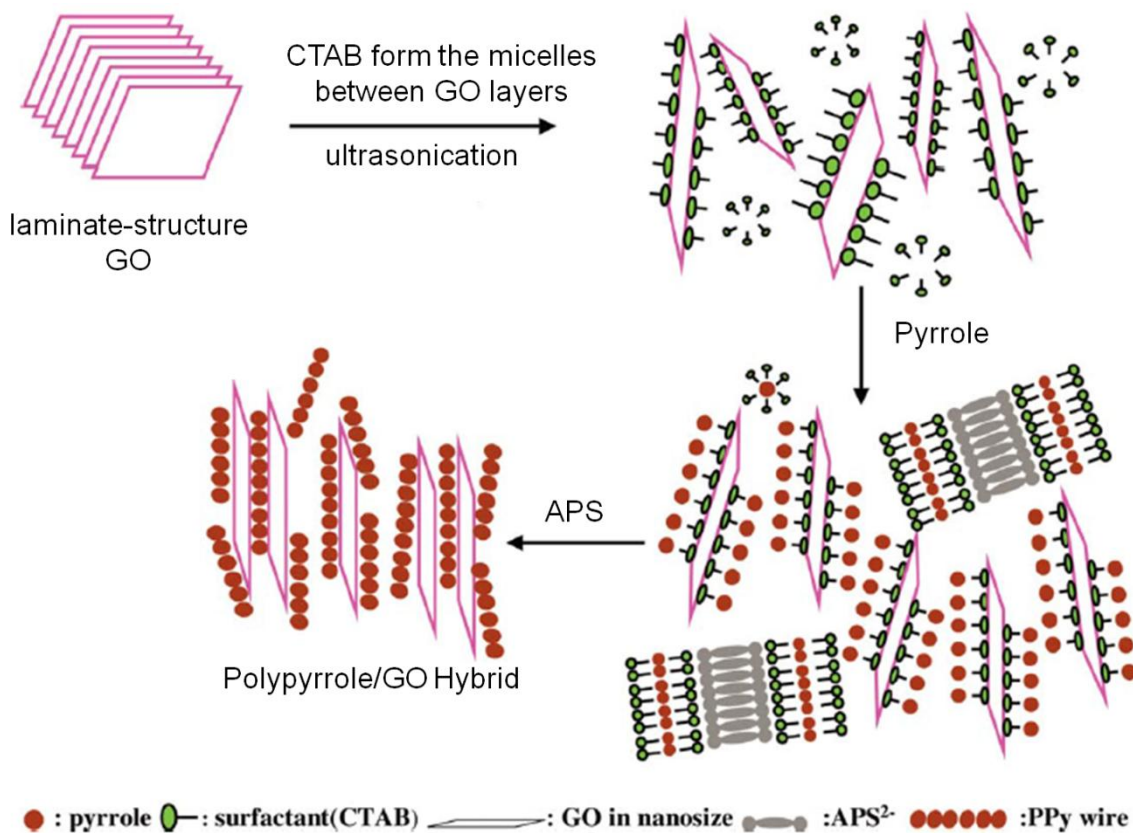 CTAB form the micelles
between GO layers
ultrasonication
laminate-structure
GO
Pyrrole
APS
Polypyrrole/GO Hybrid
: pyrrole : surfactant(CTAB) : GO in nanosize :APS2- :PPy wire